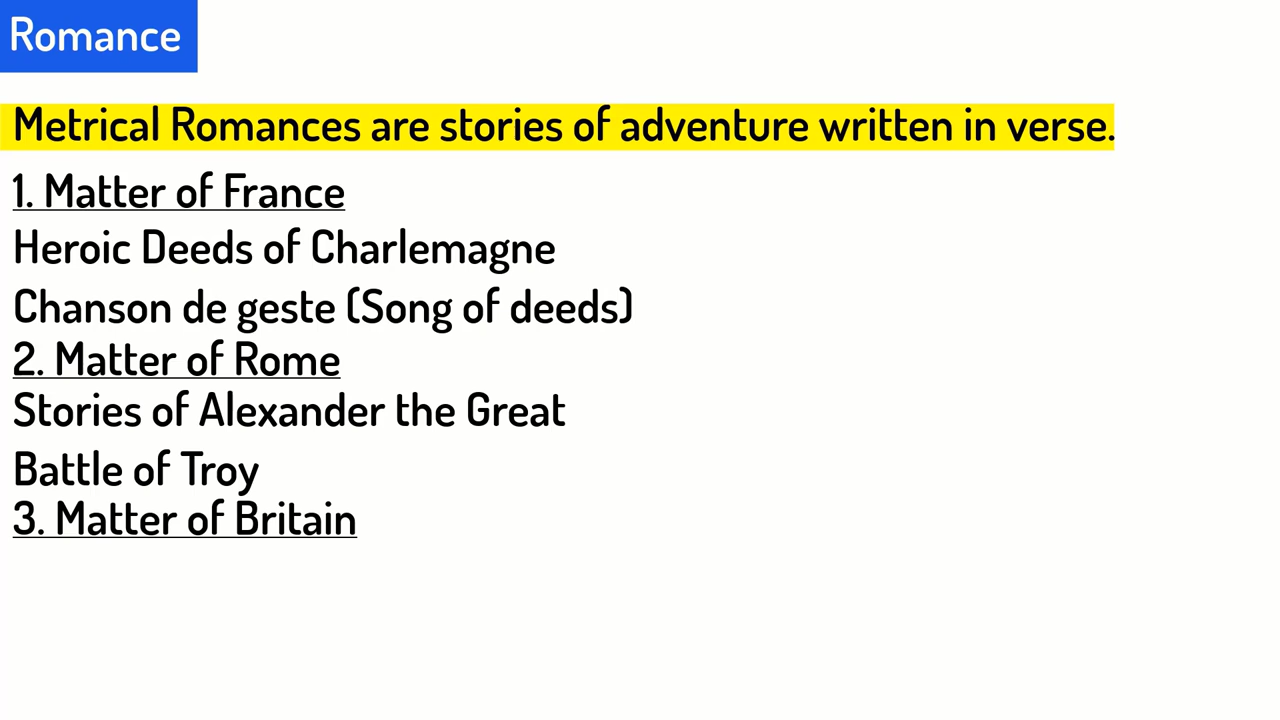 Romance
Metrical Romances are stories of adventure written in verse.
1. Matter of France
Heroic Deeds of Charlemagne
Chanson de geste (Song of deeds)
2. Matter of Rome
Stories of Alexander the Great
Battle of Troy
3. Matter of Britain